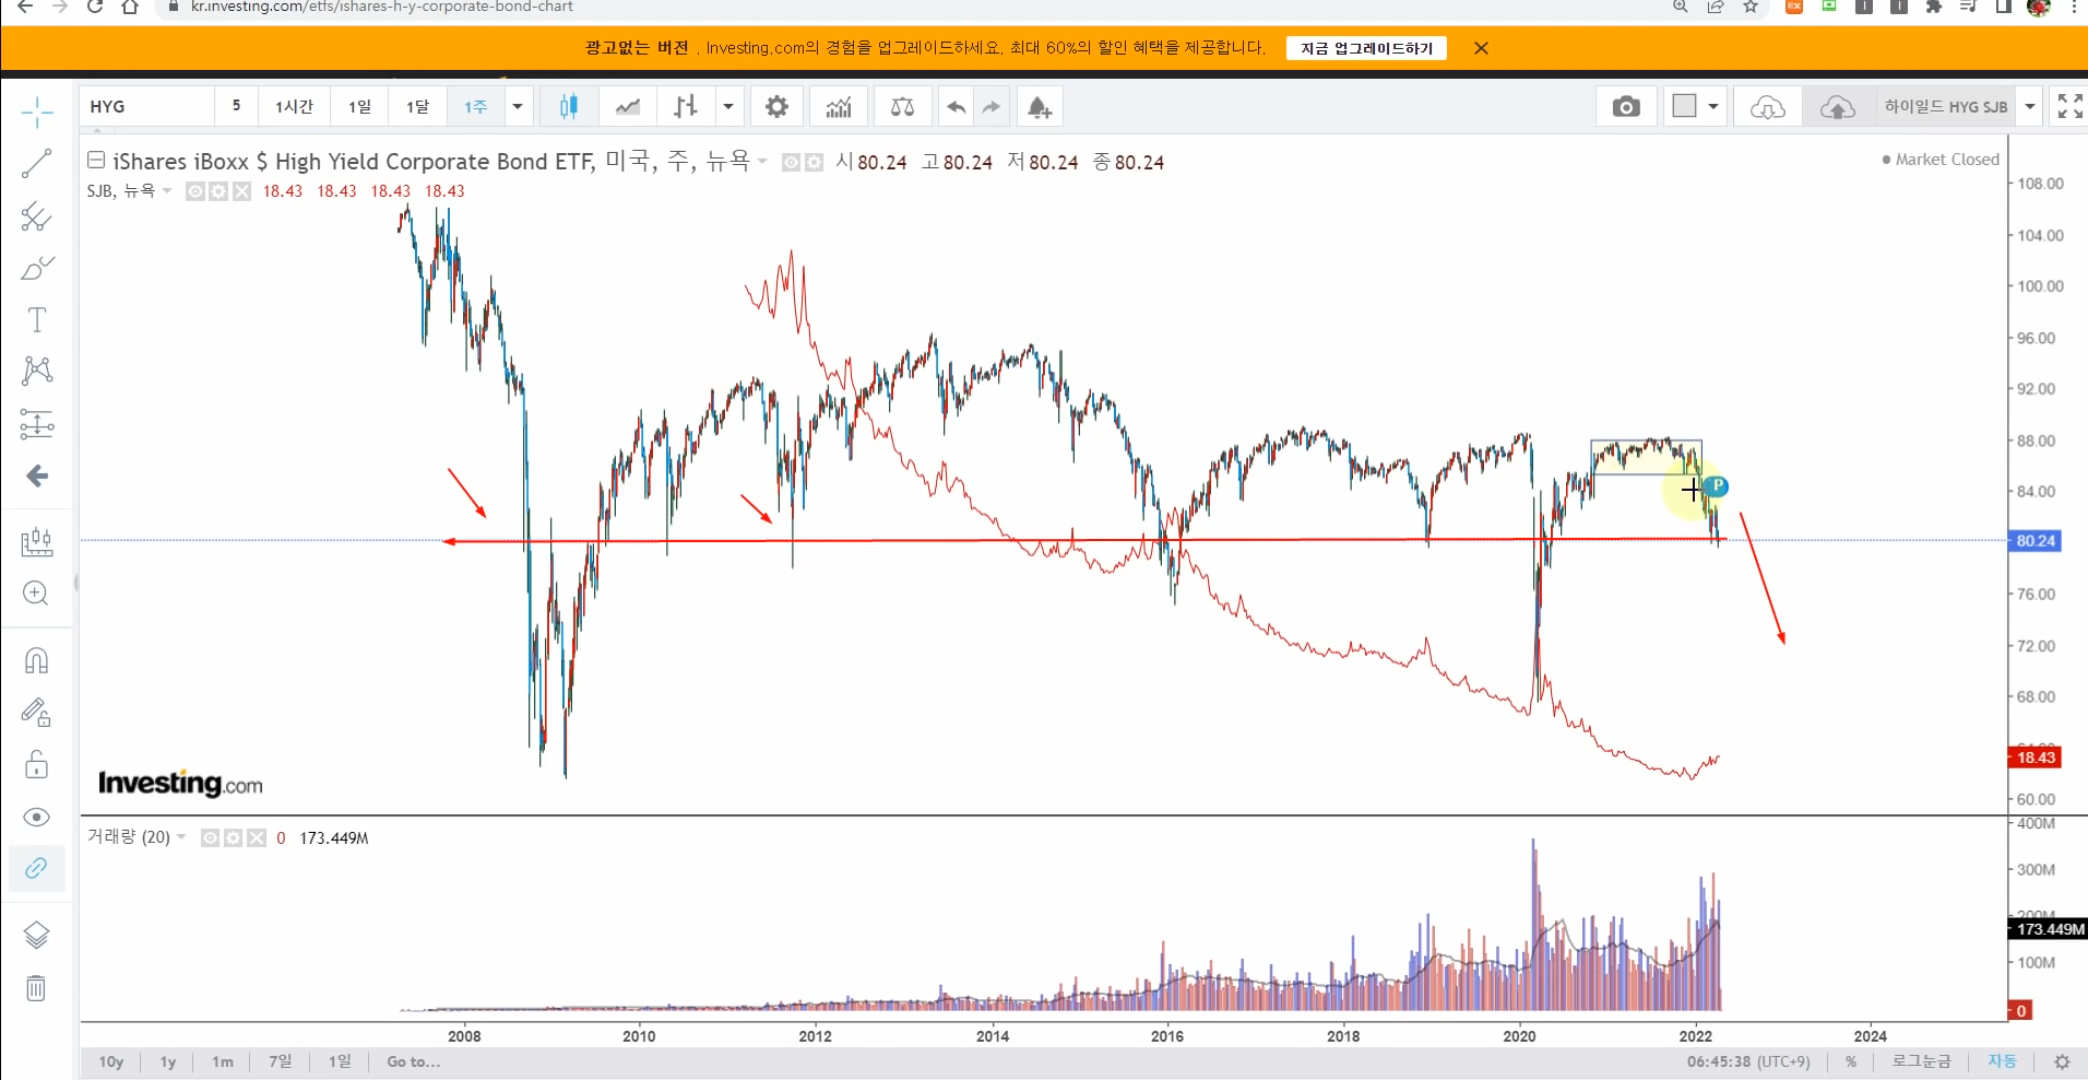 kr.investing.com/etfs/ishares-h-y-corporate-bond-chart
광고없는 버전 . Investing.com의 경험을 업그레이드하세요. 최대 60%의 할인 혜택을 제공합니다. 지금 업그레이드하기
HYG 5 1시간 1일 1달 1주 하이일드 HYG SJB
iShares iBoxx $ High Yield Corporate Bond ETF, 미국, 주, 뉴욕 시80.24 고80.24 저80.24 종80.24
Market Closed
SJB, 뉴욕 18.43 18.43 18.43 18.43
108.00
104.00
100.00
96.00
92.00
88.00
P
84.00
80.24
76.00
72.00
68.00
18.43
60.00
Investing.com
거래량 (20) 0 173.449M
400M
300M
200M
173.449M
100M
0
2008 2010 2012 2014 2016 2018 2020 2022 2024
10y 1y 1m 7일 1일 Go to... 06:45:38 (UTC+9) % 로그눈금 자동